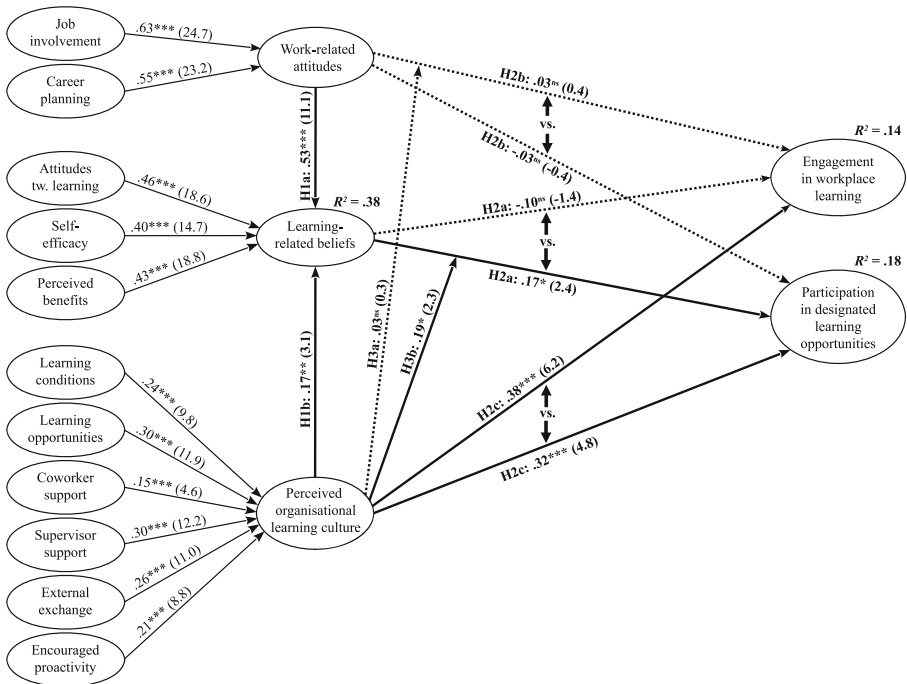 Job
involvement
.63*** (24.7)
Career
planning
.55*** (23.2)
Work-related
attitudes
H1a: .53*** (11.1)
Attitudes
tw. learning
.46*** (18.6)
Self-
efficacy
.40*** (14.7)
Perceived
benefits
.43*** (18.8)
R² = .38
Learning-
related beliefs
H1b: .17** (3.1)
Learning
conditions
.24*** (9.8)
Learning
opportunities
.30*** (11.9)
Coworker
support
.15*** (4.6)
Supervisor
support
.30*** (12.2)
External
exchange
.26*** (11.0)
Encouraged
proactivity
.21*** (8.8)
Perceived
organisational
learning culture
H2b: .03ⁿˢ (0.4)
vs.
H2b: -.03ⁿˢ (-0.4)
H2a: -.10ⁿˢ (-1.4)
vs.
H2a: .17* (2.4)
H3a: .03ⁿˢ (0.3)
H3b: .19* (2.3)
H2c: .38*** (6.2)
vs.
H2c: .32*** (4.8)
R² = .14
Engagement
in workplace
learning
R² = .18
Participation
in designated
learning
opportunities